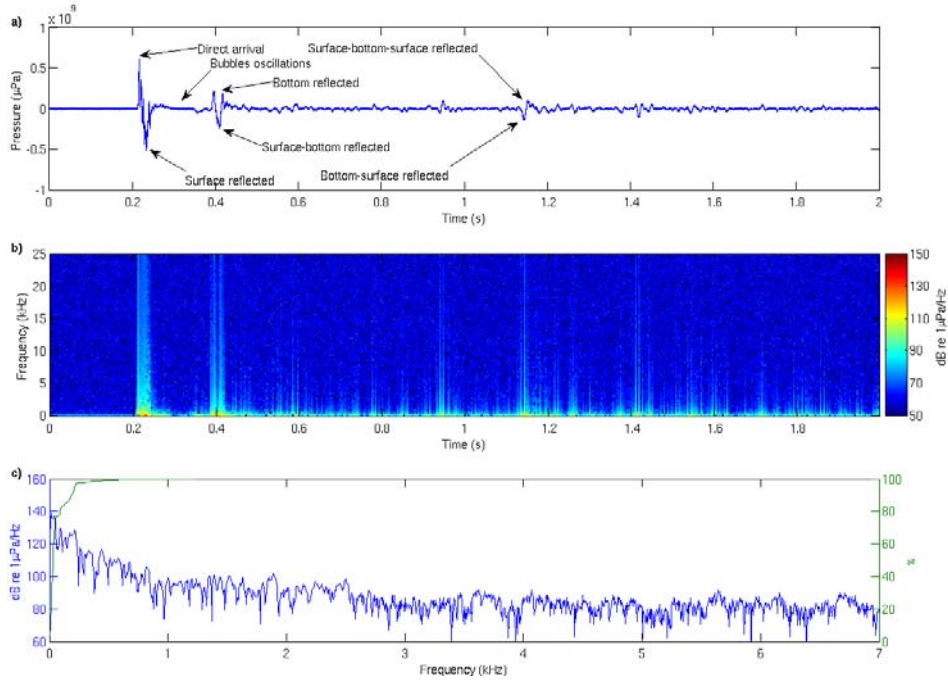 a)
x 10^9
1
0.5
0
-0.5
-1
Pressure (µPa)
Direct arrival
Bubbles oscillations
Bottom reflected
Surface-bottom reflected
Surface reflected
Surface-bottom-surface reflected
Bottom-surface reflected
0 0.2 0.4 0.6 0.8 1 1.2 1.4 1.6 1.8 2
Time (s)
b)
25
20
15
10
5
0
Frequency (kHz)
0 0.2 0.4 0.6 0.8 1 1.2 1.4 1.6 1.8
Time (s)
150
130
110
90
70
50
dB re 1µPa/Hz
c)
160
140
120
100
80
60
dB re 1µPa/Hz
100
80
60
40
20
0
%
0 1 2 3 4 5 6 7
Frequency (kHz)